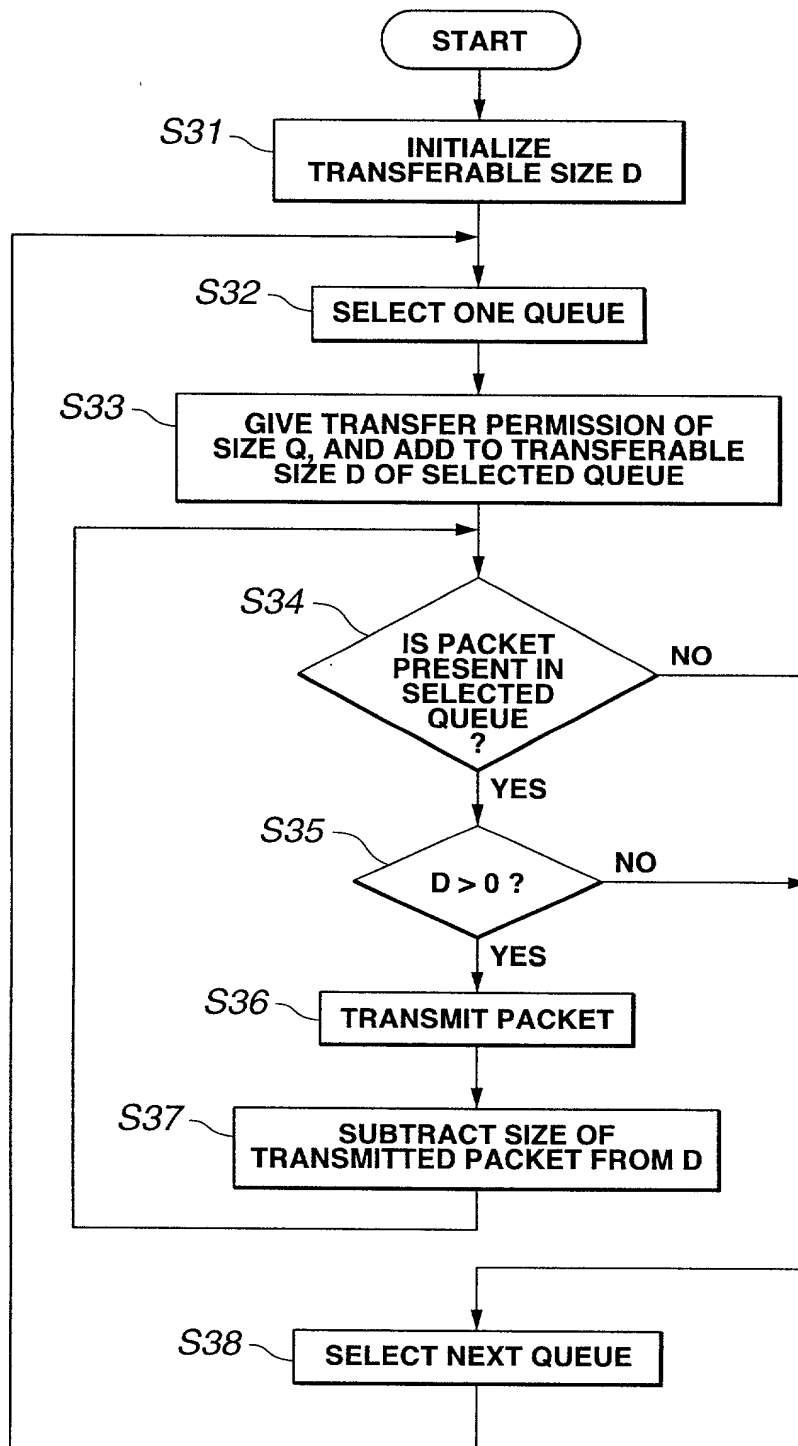 START
S31
INITIALIZE
TRANSFERABLE SIZE D
S32
SELECT ONE QUEUE
S33
GIVE TRANSFER PERMISSION OF
SIZE Q, AND ADD TO TRANSFERABLE
SIZE D OF SELECTED QUEUE
S34
IS PACKET
PRESENT IN
SELECTED
QUEUE
?
NO
YES
S35
D > 0 ?
NO
YES
S36
TRANSMIT PACKET
S37
SUBTRACT SIZE OF
TRANSMITTED PACKET FROM D
S38
SELECT NEXT QUEUE